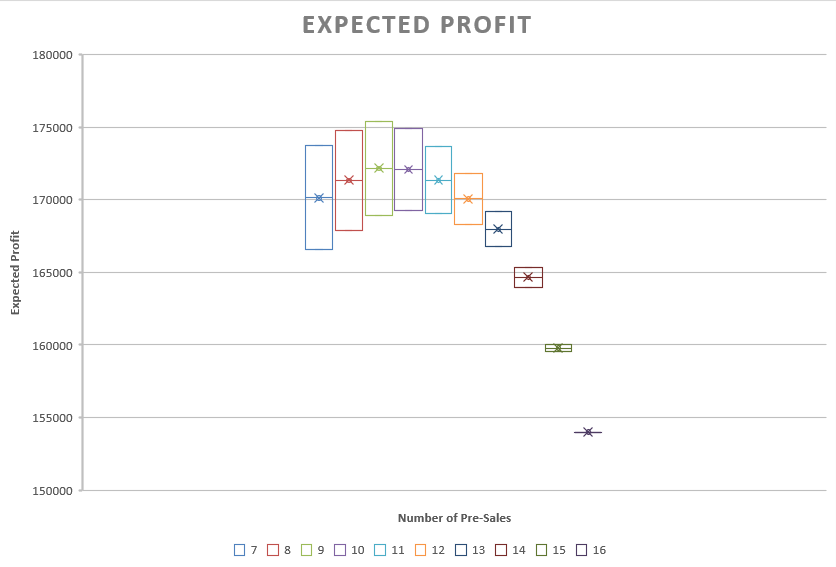 EXPECTED PROFIT
180000
175000
170000
165000
160000
155000
150000
Expected Profit
Number of Pre-Sales
7 8 9 10 11 12 13 14 15 16